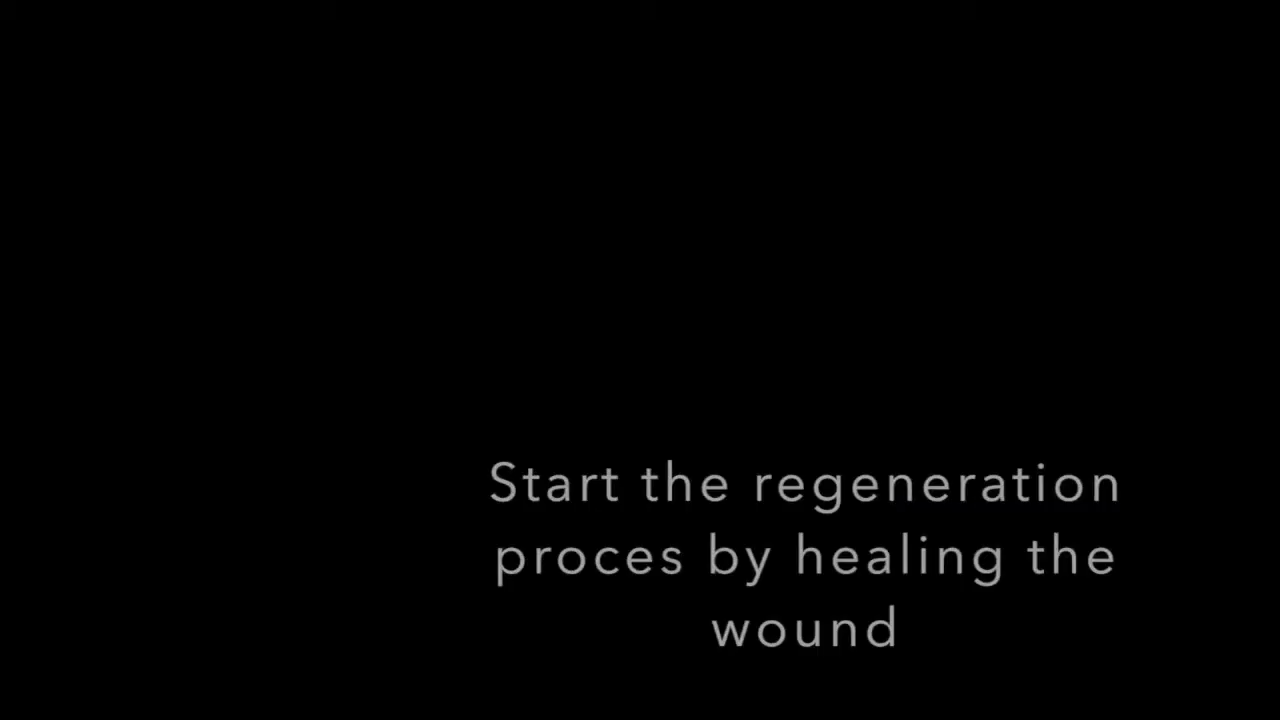 Start the regeneration
proces by healing the
wound